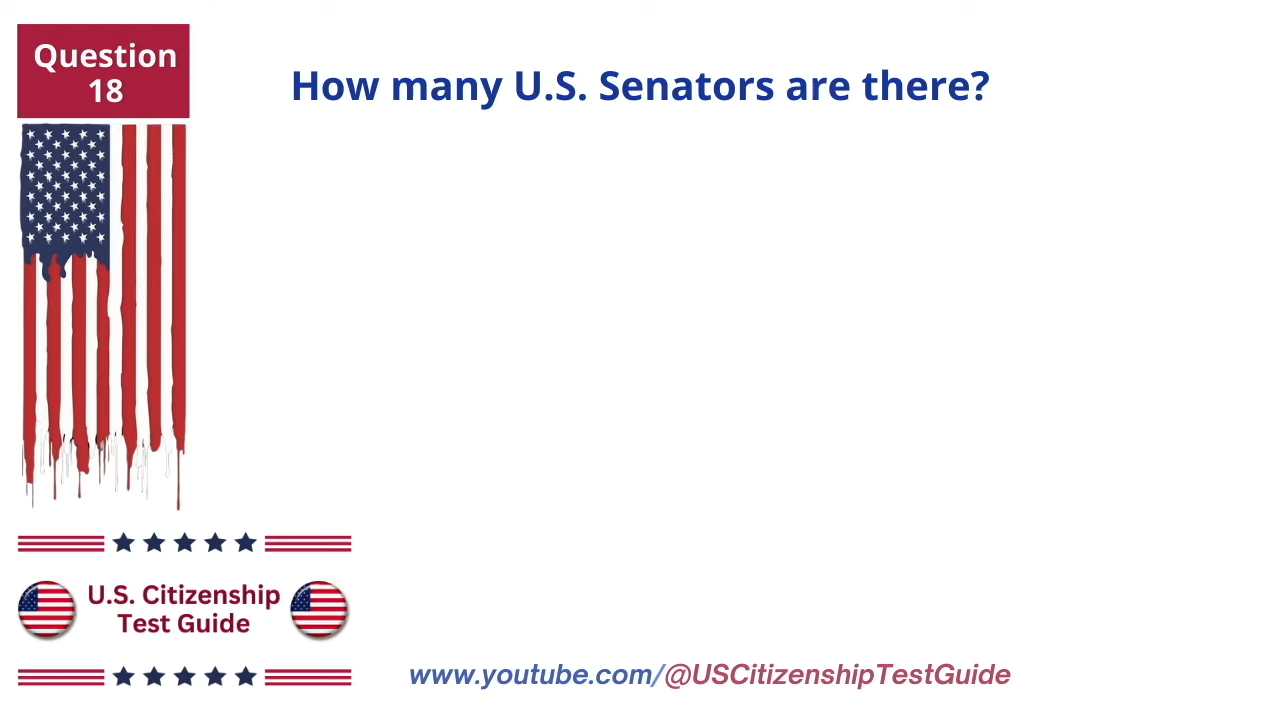 Question
18
How many U.S. Senators are there?
U.S. Citizenship
Test Guide
www.youtube.com/@USCitizenshipTestGuide